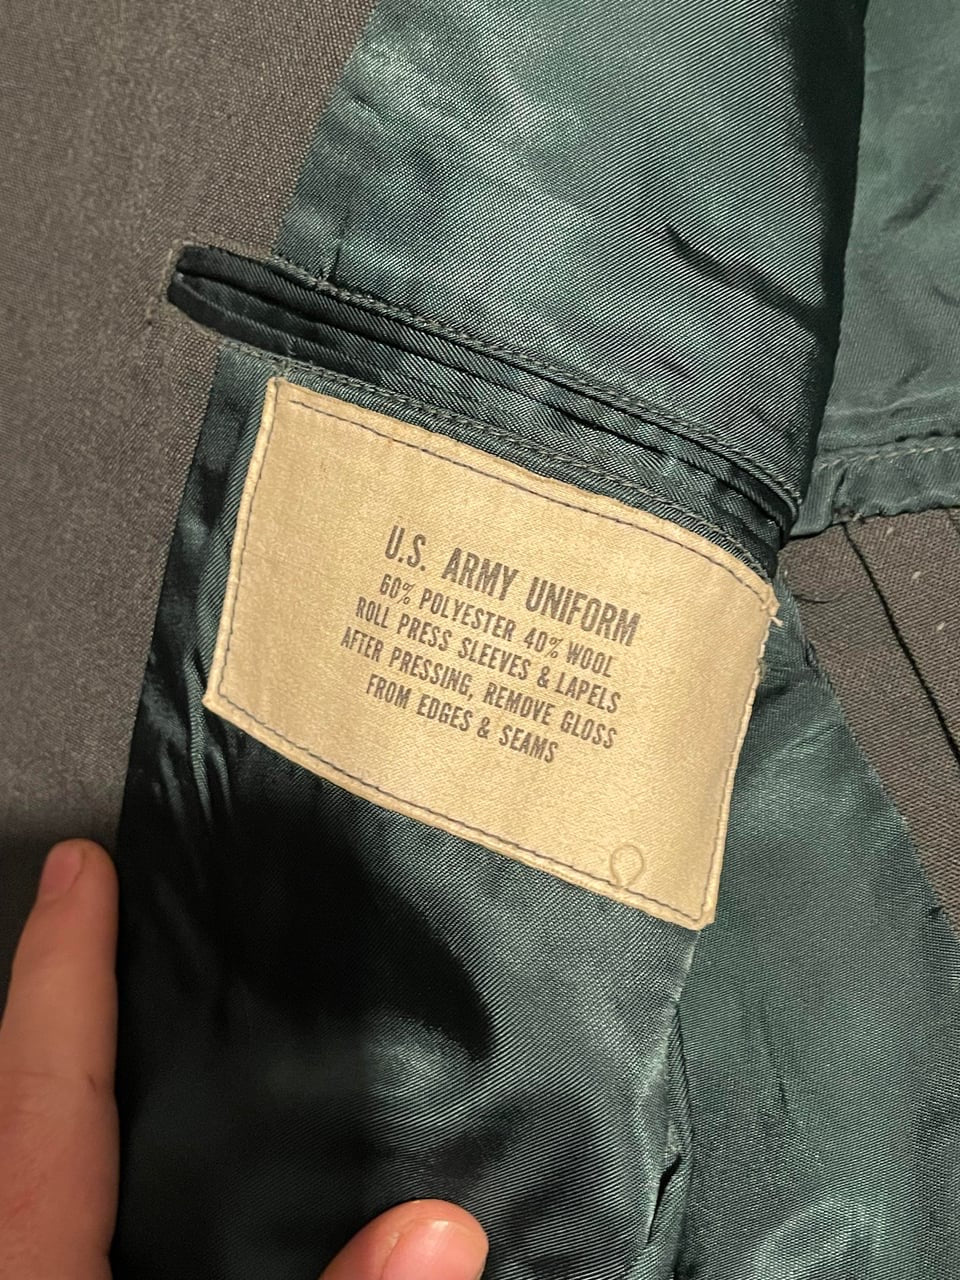 U.S. ARMY UNIFORM
60% POLYESTER 40% WOOL
ROLL PRESS SLEEVES & LAPELS
AFTER PRESSING, REMOVE GLOSS
FROM EDGES & SEAMS